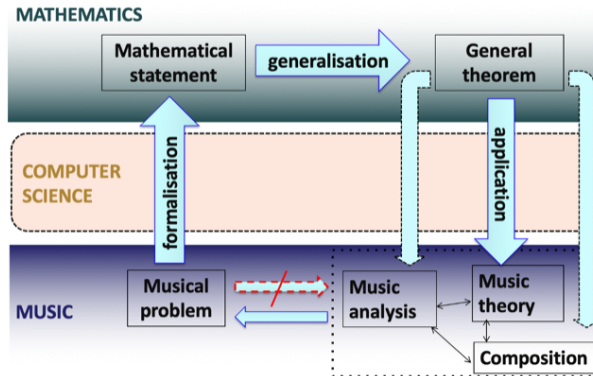 MATHEMATICS
Mathematical
statement
generalisation
General
theorem
COMPUTER
SCIENCE
formalisation
application
MUSIC
Musical
problem
Music
analysis
Music
theory
Composition